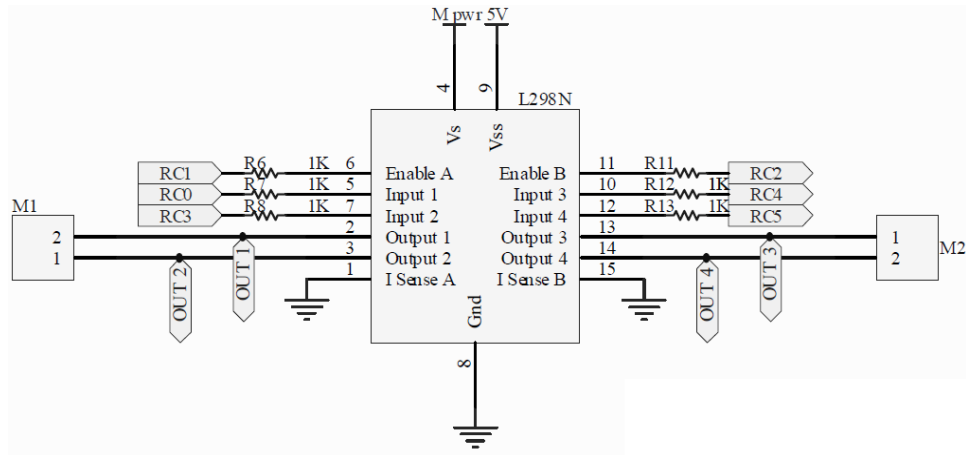 M pwr 5V
4
9
L298N
Vs
Vss
RC1 R6 1K 6 Enable A Enable B 11 R11 RC2
RC0 R7 1K 5 Input 1 Input 3 10 R12 1K RC4
RC3 R8 1K 7 Input 2 Input 4 12 R13 1K RC5
M1 2 2 Output 1 Output 3 13 1 M2
1 3 Output 2 Output 4 14 2
1 I Sense A I Sense B 15
OUT 2
OUT 1
OUT 4
OUT 3
Gnd
8